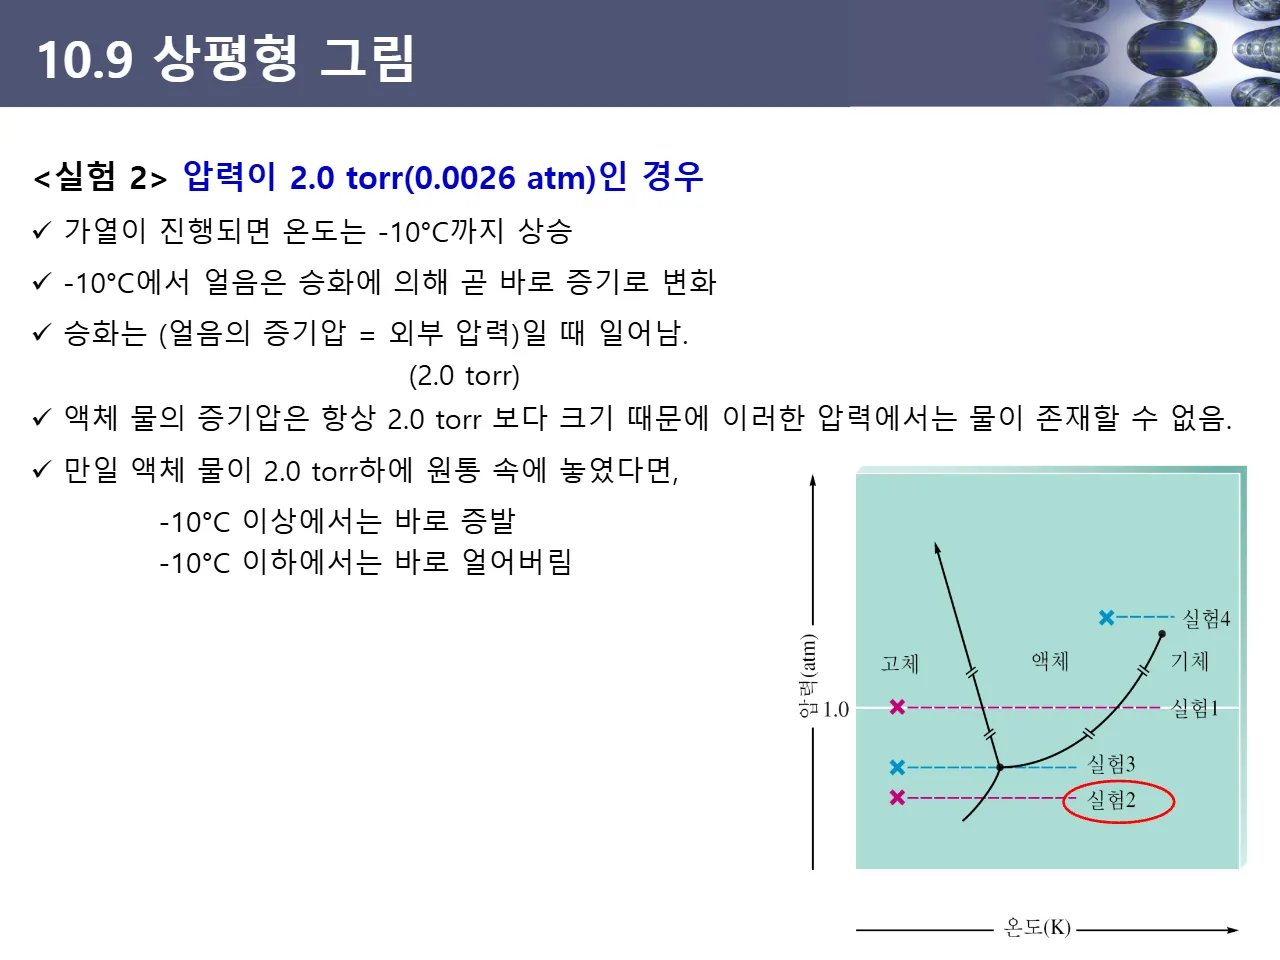 10.9 상평형 그림
<실험 2> 압력이 2.0 torr(0.0026 atm)인 경우
✓ 가열이 진행되면 온도는 -10°C까지 상승
✓ -10°C에서 얼음은 승화에 의해 곧 바로 증기로 변화
✓ 승화는 (얼음의 증기압 = 외부 압력)일 때 일어남.
(2.0 torr)
✓ 액체 물의 증기압은 항상 2.0 torr 보다 크기 때문에 이러한 압력에서는 물이 존재할 수 없음.
✓ 만일 액체 물이 2.0 torr하에 원통 속에 놓였다면,
-10°C 이상에서는 바로 증발
-10°C 이하에서는 바로 얼어버림
실험4
고체
액체
기체
압력(atm)
1.0
실험1
실험3
실험2
온도(K)